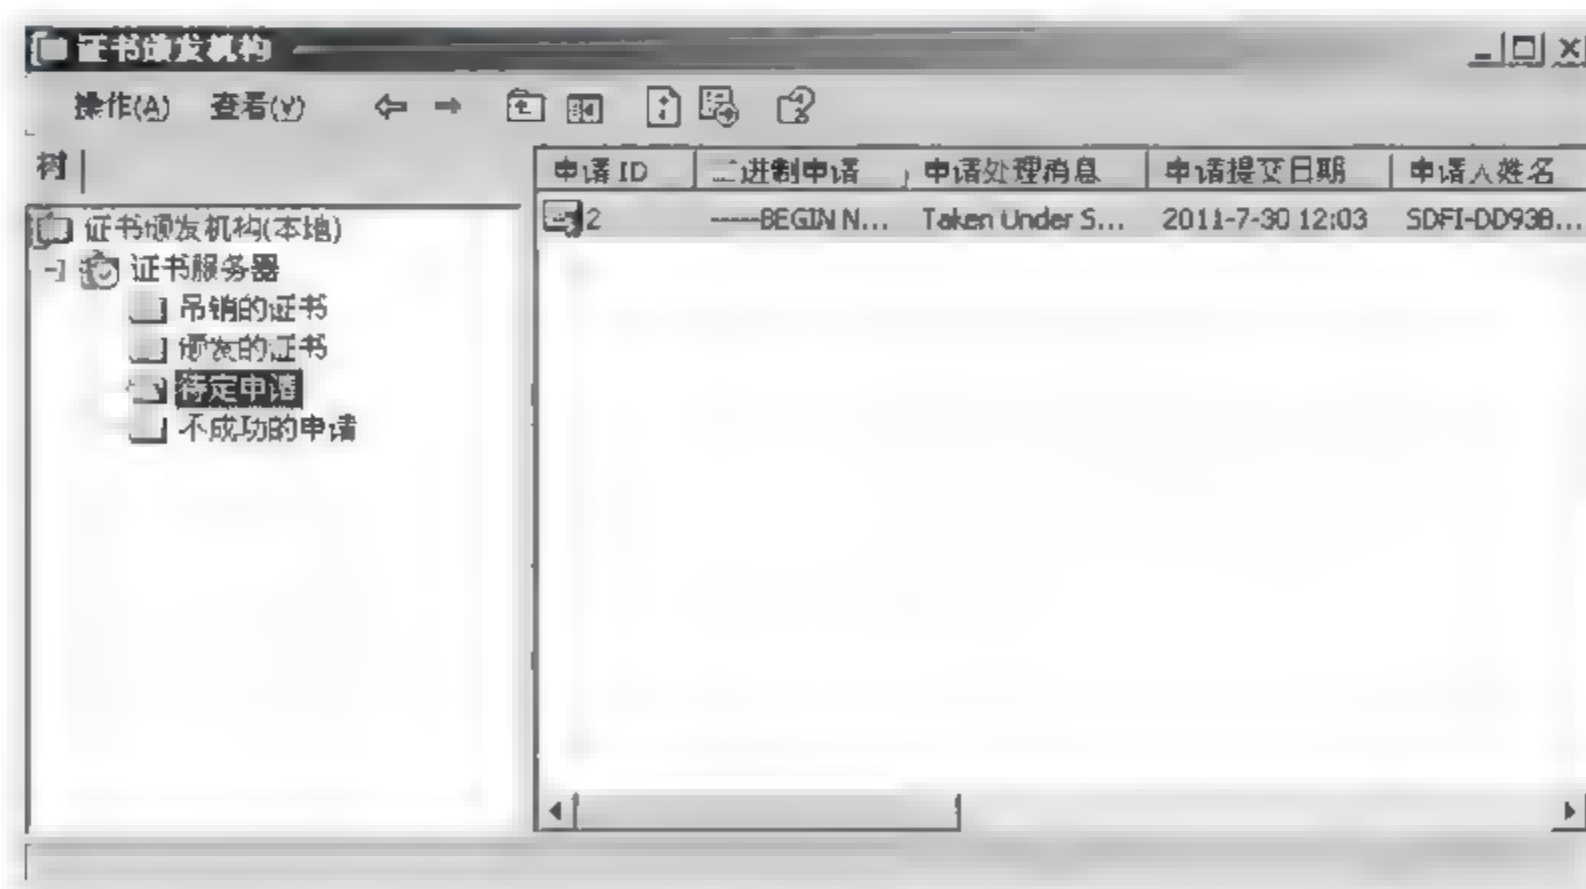 证书颁发机构
操作(A) 查看(V)
树
申请 ID 二进制申请 申请处理消息 申请提交日期 申请人姓名
证书颁发机构(本地)
2 -----BEGIN N... Taken Under S... 2011-7-30 12:03 SDFI-DD93B...
证书服务器
吊销的证书
颁发的证书
待定申请
不成功的申请